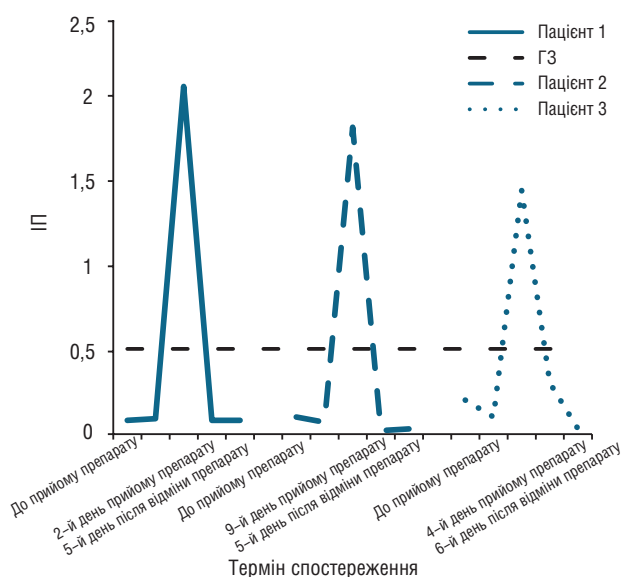 2,5
2
1,5
1
0,5
0
ІП
Пацієнт 1
ГЗ
Пацієнт 2
Пацієнт 3
До прийому препарату
2–й день прийому препарату
5–й день після відміни препарату
До прийому препарату
9–й день прийому препарату
5–й день після відміни препарату
До прийому препарату
4–й день прийому препарату
6–й день після відміни препарату
Термін спостереження